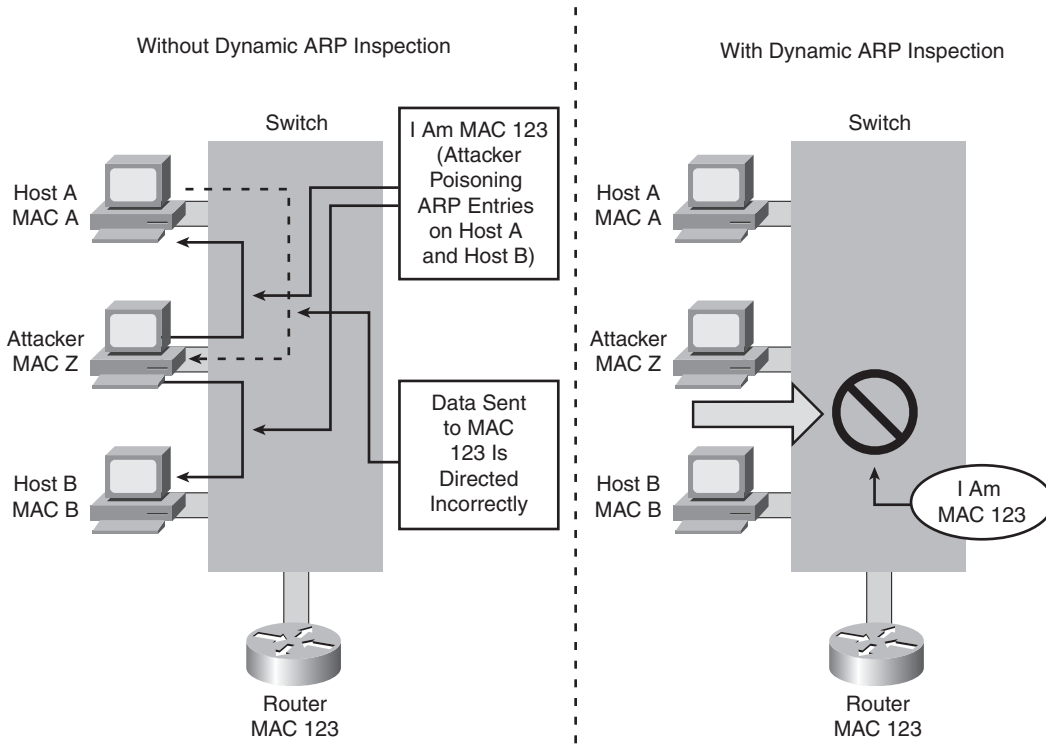 Without Dynamic ARP Inspection
Switch
I Am MAC 123
(Attacker
Poisoning
ARP Entries
on Host A
and Host B)
Host A
MAC A
Attacker
MAC Z
Data Sent
to MAC
123 Is
Directed
Incorrectly
Host B
MAC B
Router
MAC 123
With Dynamic ARP Inspection
Switch
Host A
MAC A
Attacker
MAC Z
Host B
MAC B
I Am
MAC 123
Router
MAC 123